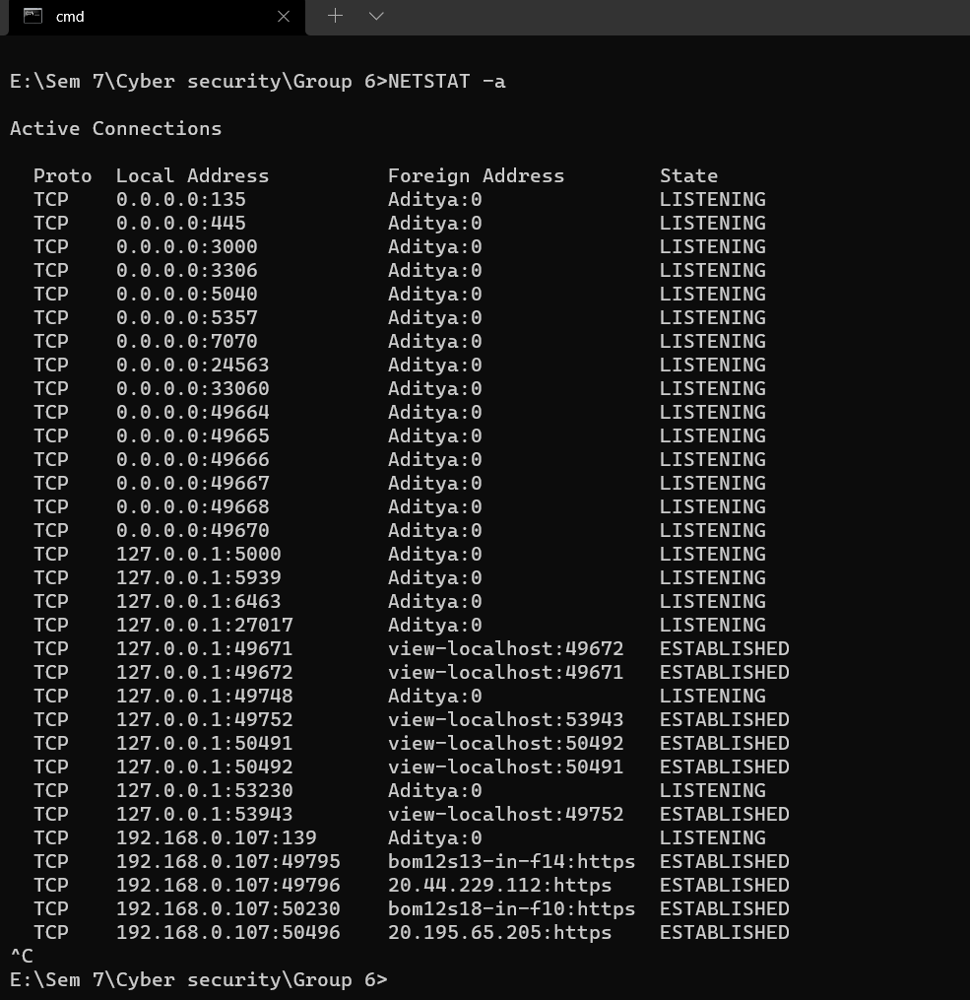 cmd
E:\Sem 7\Cyber security\Group 6>NETSTAT -a
Active Connections
Proto Local Address Foreign Address State
TCP 0.0.0.0:135 Aditya:0 LISTENING
TCP 0.0.0.0:445 Aditya:0 LISTENING
TCP 0.0.0.0:3000 Aditya:0 LISTENING
TCP 0.0.0.0:3306 Aditya:0 LISTENING
TCP 0.0.0.0:5040 Aditya:0 LISTENING
TCP 0.0.0.0:5357 Aditya:0 LISTENING
TCP 0.0.0.0:7070 Aditya:0 LISTENING
TCP 0.0.0.0:24563 Aditya:0 LISTENING
TCP 0.0.0.0:33060 Aditya:0 LISTENING
TCP 0.0.0.0:49664 Aditya:0 LISTENING
TCP 0.0.0.0:49665 Aditya:0 LISTENING
TCP 0.0.0.0:49666 Aditya:0 LISTENING
TCP 0.0.0.0:49667 Aditya:0 LISTENING
TCP 0.0.0.0:49668 Aditya:0 LISTENING
TCP 0.0.0.0:49670 Aditya:0 LISTENING
TCP 127.0.0.1:5000 Aditya:0 LISTENING
TCP 127.0.0.1:5939 Aditya:0 LISTENING
TCP 127.0.0.1:6463 Aditya:0 LISTENING
TCP 127.0.0.1:27017 Aditya:0 LISTENING
TCP 127.0.0.1:49671 view-localhost:49672 ESTABLISHED
TCP 127.0.0.1:49672 view-localhost:49671 ESTABLISHED
TCP 127.0.0.1:49748 Aditya:0 LISTENING
TCP 127.0.0.1:49752 view-localhost:53943 ESTABLISHED
TCP 127.0.0.1:50491 view-localhost:50492 ESTABLISHED
TCP 127.0.0.1:50492 view-localhost:50491 ESTABLISHED
TCP 127.0.0.1:53230 Aditya:0 LISTENING
TCP 127.0.0.1:53943 view-localhost:49752 ESTABLISHED
TCP 192.168.0.107:139 Aditya:0 LISTENING
TCP 192.168.0.107:49795 bom12s13-in-f14:https ESTABLISHED
TCP 192.168.0.107:49796 20.44.229.112:https ESTABLISHED
TCP 192.168.0.107:50230 bom12s18-in-f10:https ESTABLISHED
TCP 192.168.0.107:50496 20.195.65.205:https ESTABLISHED
^C
E:\Sem 7\Cyber security\Group 6>